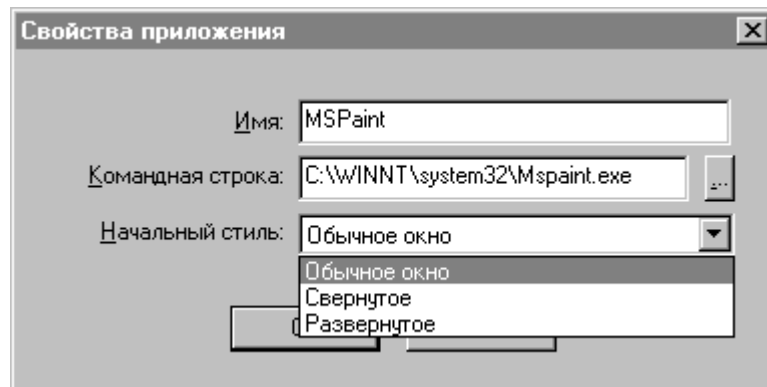 Свойства приложения
Имя: MSPaint
Командная строка: C:\WINNT\system32\Mspaint.exe ...
Начальный стиль: Обычное окно
Обычное окно
Свернутое
Развернутое